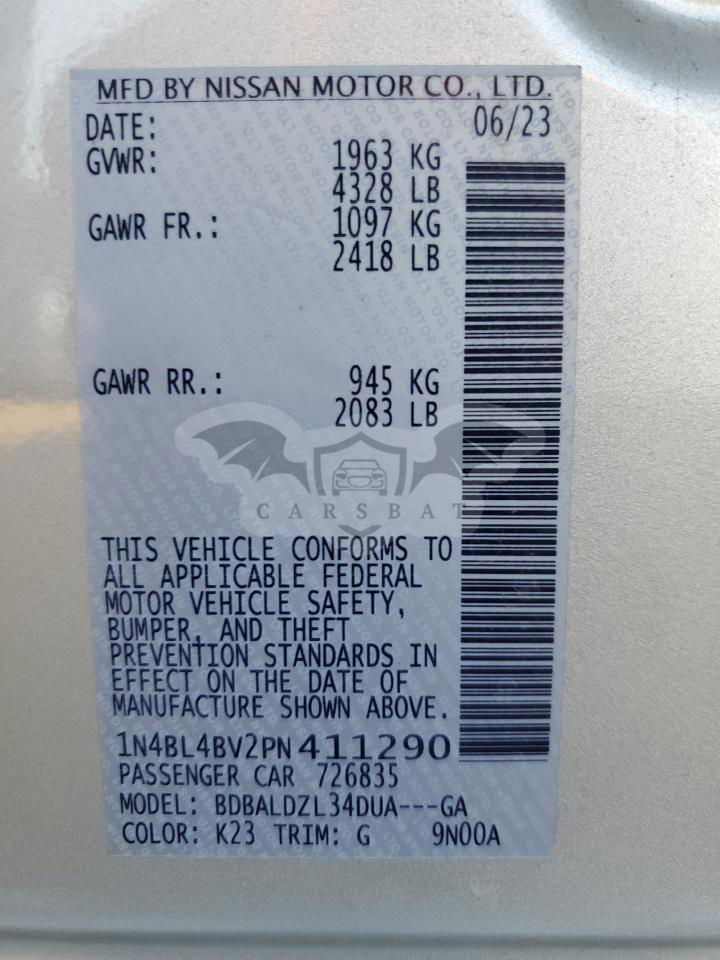 MFD BY NISSAN MOTOR CO., LTD.
DATE: 06/23
GVWR: 1963 KG
4328 LB
GAWR FR.: 1097 KG
2418 LB
GAWR RR.: 945 KG
2083 LB
CARSBAT
THIS VEHICLE CONFORMS TO
ALL APPLICABLE FEDERAL
MOTOR VEHICLE SAFETY,
BUMPER, AND THEFT
PREVENTION STANDARDS IN
EFFECT ON THE DATE OF
MANUFACTURE SHOWN ABOVE.
1N4BL4BV2PN411290
PASSENGER CAR 726835
MODEL: BDBALDZL34DUA---GA
COLOR: K23 TRIM: G 9N00A